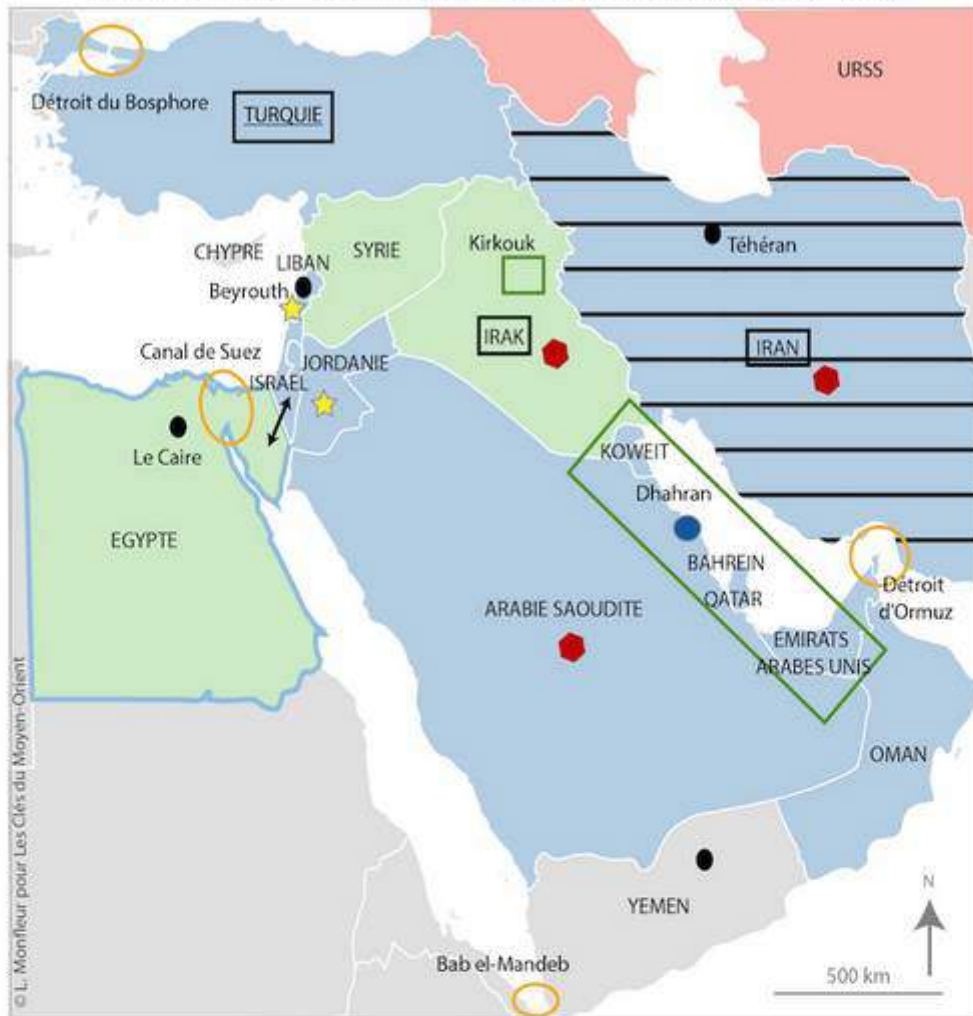 URSS
Détroit du Bosphore
TURQUIE
CHYPRE
SYRIE
Kirkouk
Téhéran
LIBAN
Beyrouth
IRAK
IRAN
Canal de Suez
JORDANIE
ISRAEL
KOWEIT
Le Caire
Dhahran
EGYPTE
BAHREIN
QATAR
Détroit
d'Ormuz
ARABIE SAOUDITE
EMIRATS
ARABES UNIS
OMAN
YEMEN
N
Bab el-Mandeb
500 km
© L. Monfleur pour Les Clés du Moyen-Orient